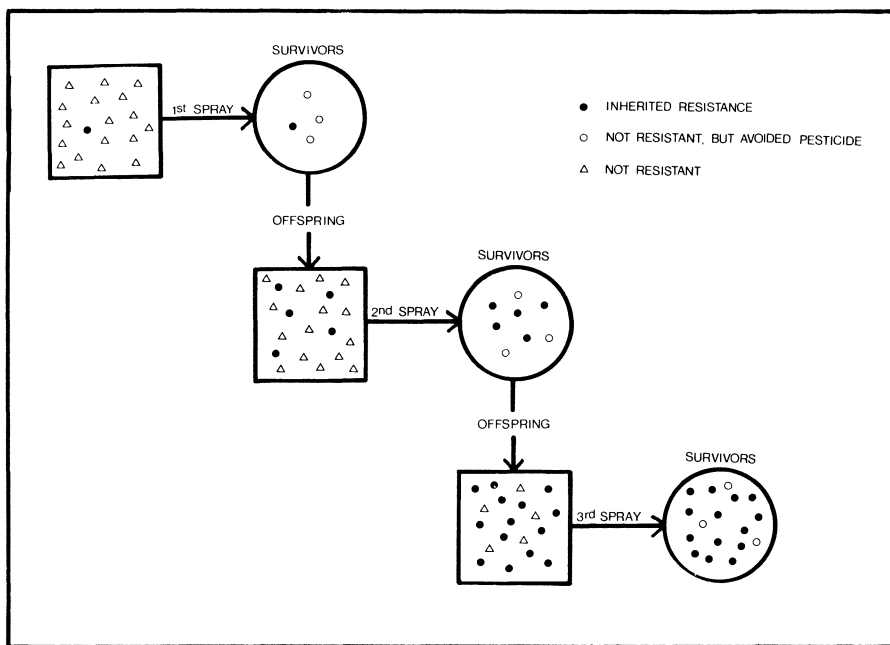 SURVIVORS
1st SPRAY
INHERITED RESISTANCE
NOT RESISTANT, BUT AVOIDED PESTICIDE
NOT RESISTANT
OFFSPRING
SURVIVORS
2nd SPRAY
OFFSPRING
SURVIVORS
3rd SPRAY